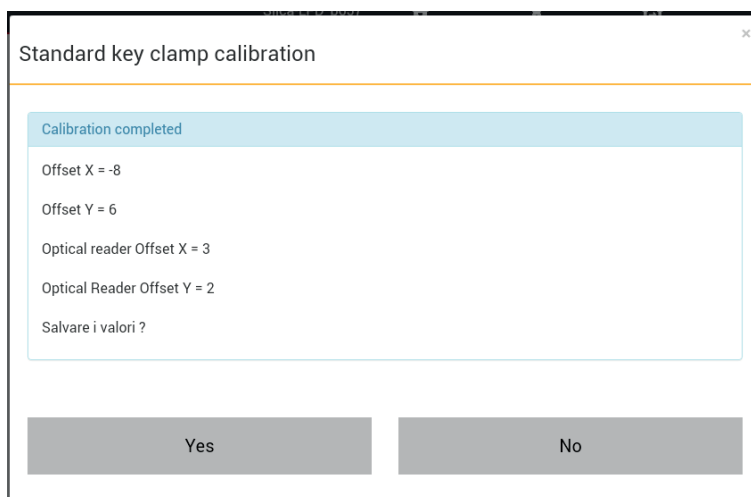 ×
Standard key clamp calibration
Calibration completed
Offset X = -8
Offset Y = 6
Optical reader Offset X = 3
Optical Reader Offset Y = 2
Salvare i valori ?
Yes
No